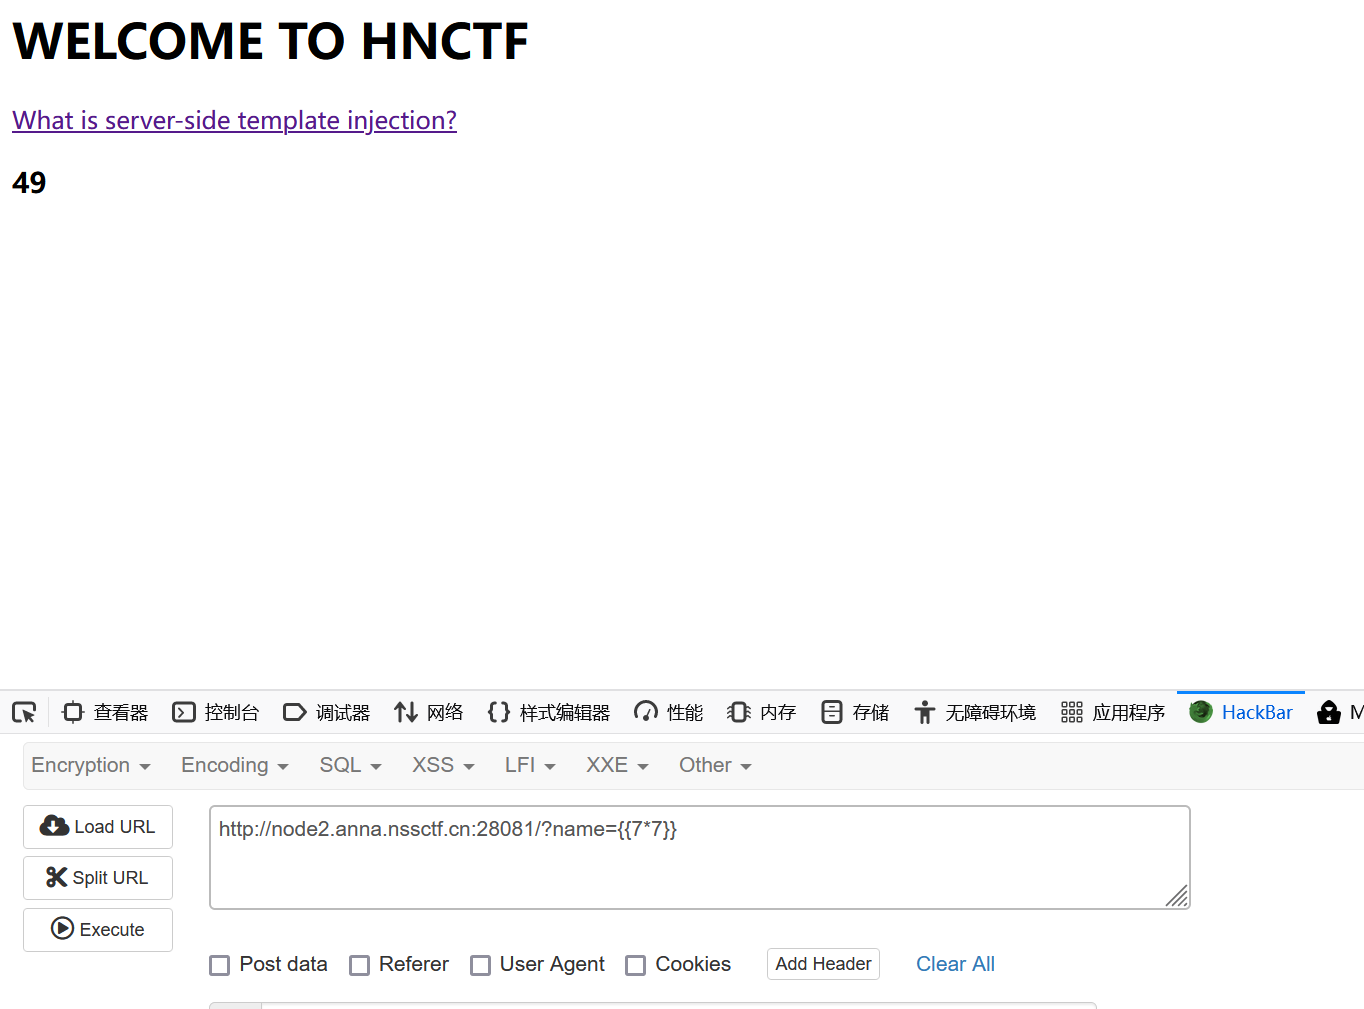 WELCOME TO HNCTF
What is server-side template injection?
49
查看器 控制台 调试器 网络 样式编辑器 性能 内存 存储 无障碍环境 应用程序 HackBar M
Encryption Encoding SQL XSS LFI XXE Other
Load URL
http://node2.anna.nssctf.cn:28081/?name={{7*7}}
Split URL
Execute
Post data Referer User Agent Cookies Add Header Clear All